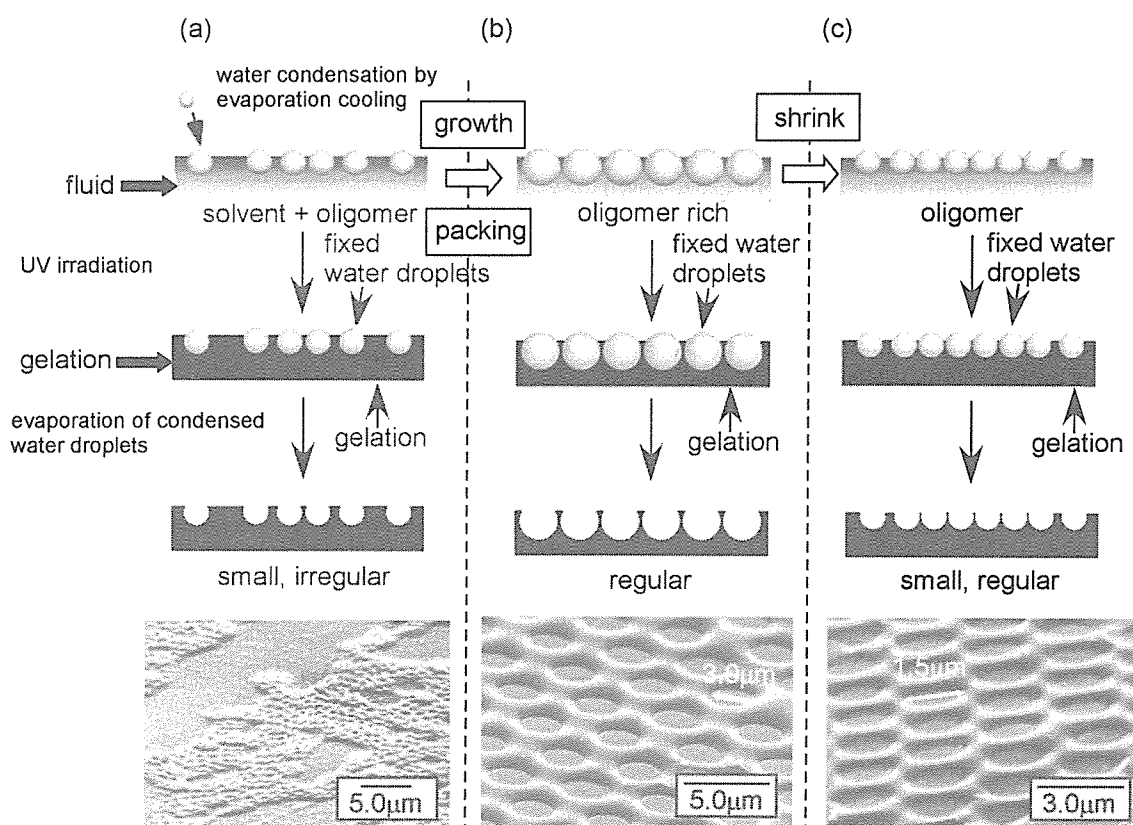 (a)
(b)
(c)
water condensation by
evaporation cooling
growth
shrink
fluid
solvent + oligomer
packing
oligomer rich
oligomer
UV irradiation
fixed
water droplets
fixed water
droplets
fixed water
droplets
gelation
evaporation of condensed
water droplets
gelation
gelation
gelation
small, irregular
regular
small, regular
3.0μm
1.5μm
5.0μm
5.0μm
3.0μm